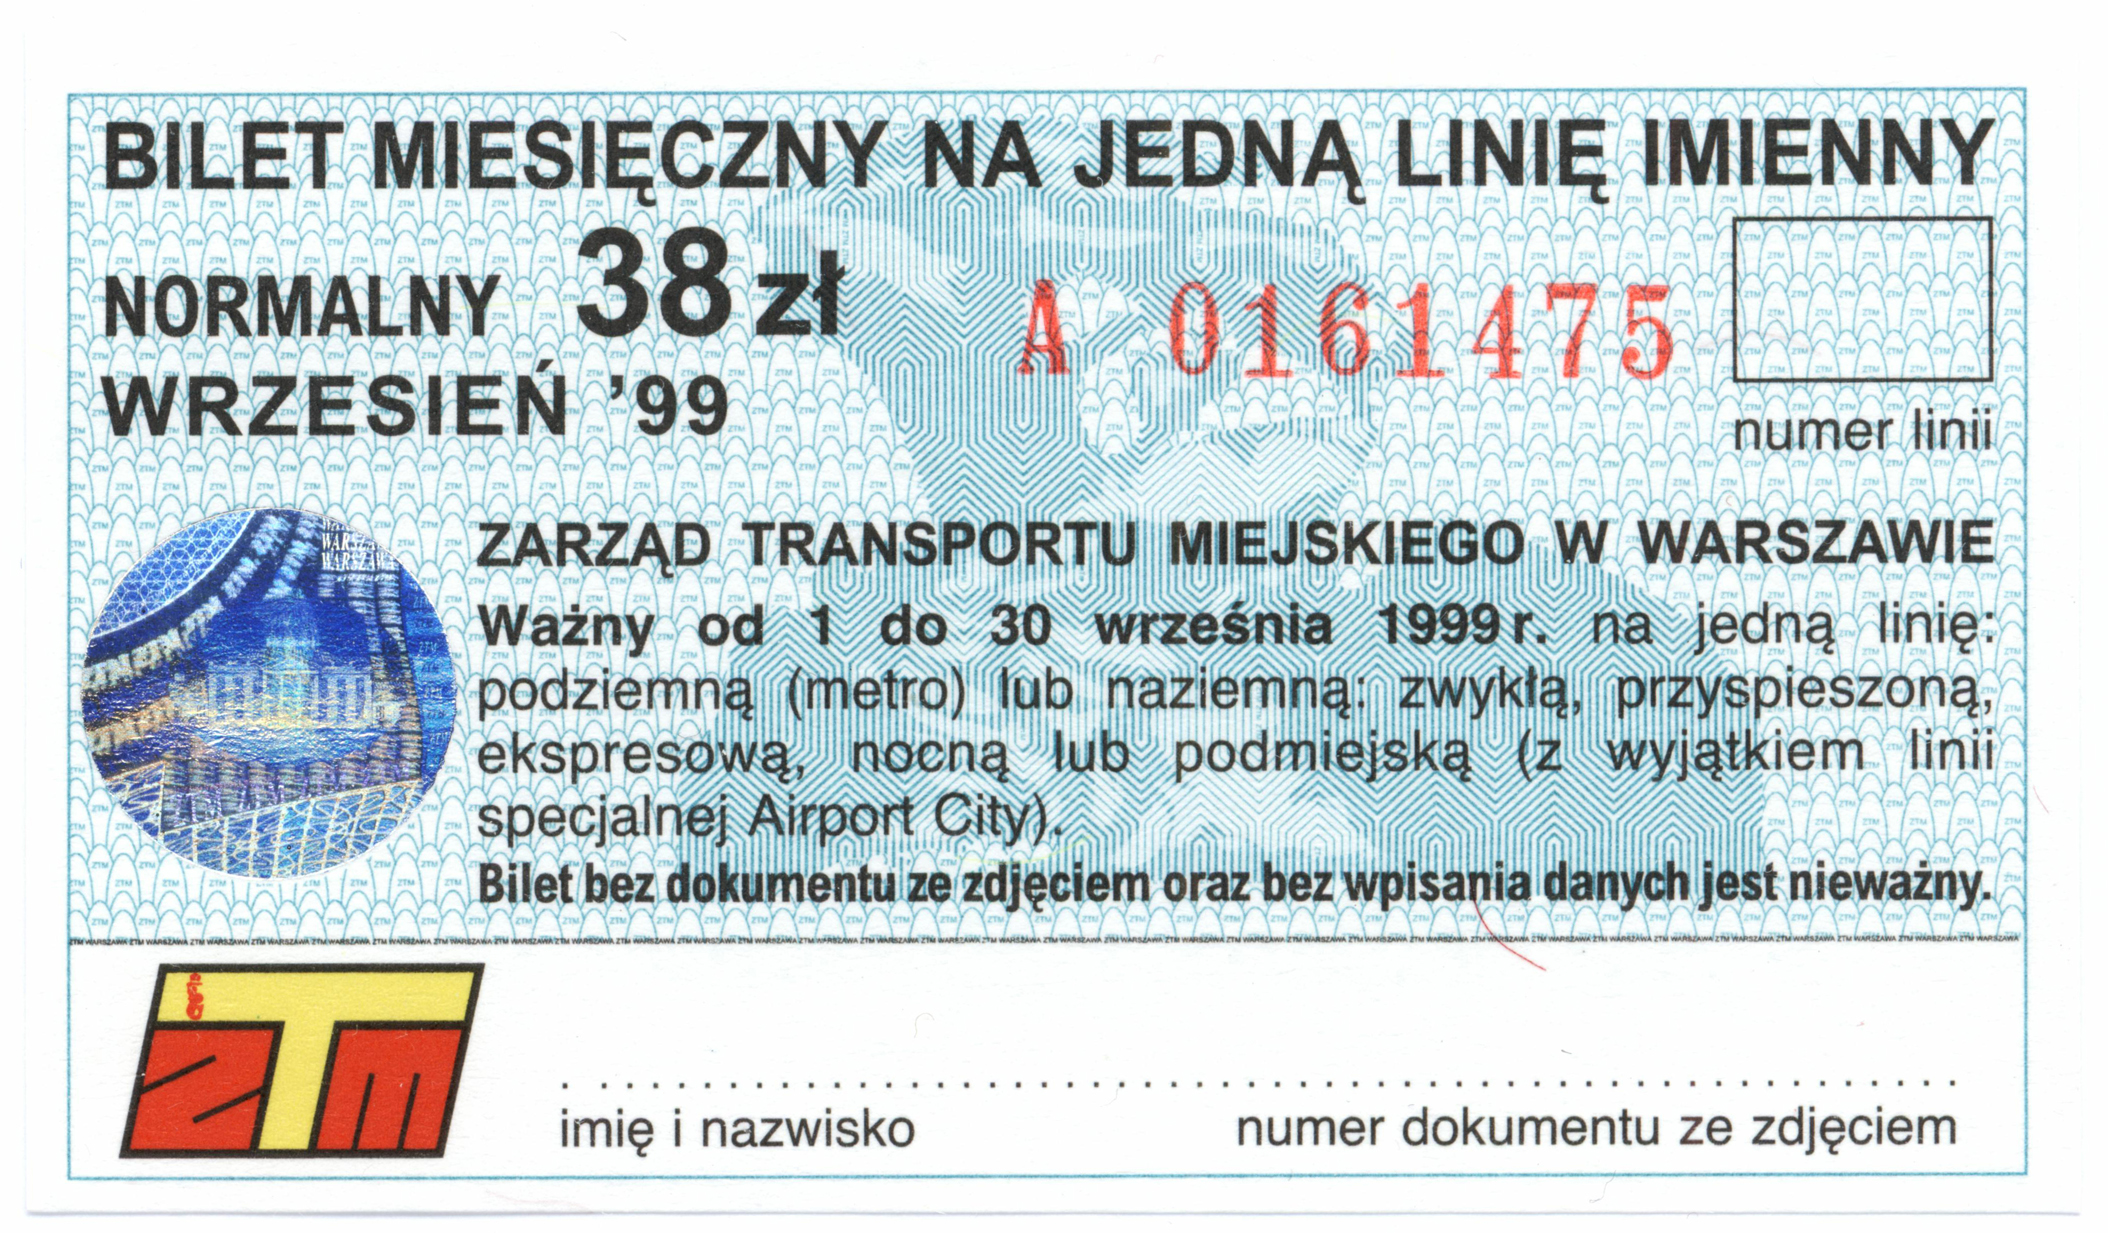 BILET MIESIĘCZNY NA JEDNĄ LINIĘ IMIENNY
NORMALNY 38 zł
A 0161475
WRZESIEŃ '99
numer linii
ZARZĄD TRANSPORTU MIEJSKIEGO W WARSZAWIE
Ważny od 1 do 30 września 1999 r. na jedną linię:
podziemną (metro) lub naziemną: zwykłą, przyspieszoną,
ekspresową, nocną lub podmiejską (z wyjątkiem linii
specjalnej Airport City).
Bilet bez dokumentu ze zdjęciem oraz bez wpisania danych jest nieważny.
ZTM
imię i nazwisko numer dokumentu ze zdjęciem